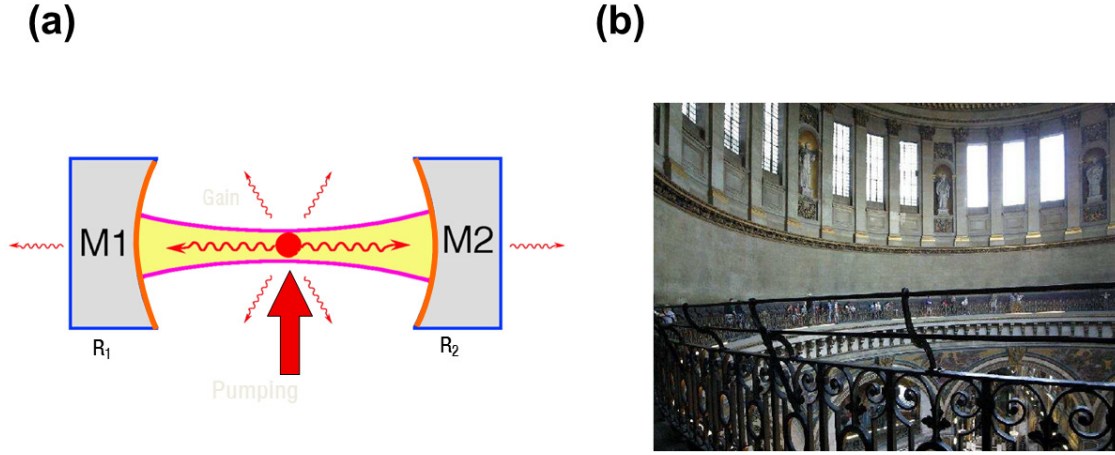 (a)
(b)
Gain
M1
M2
R₁
R₂
Pumping